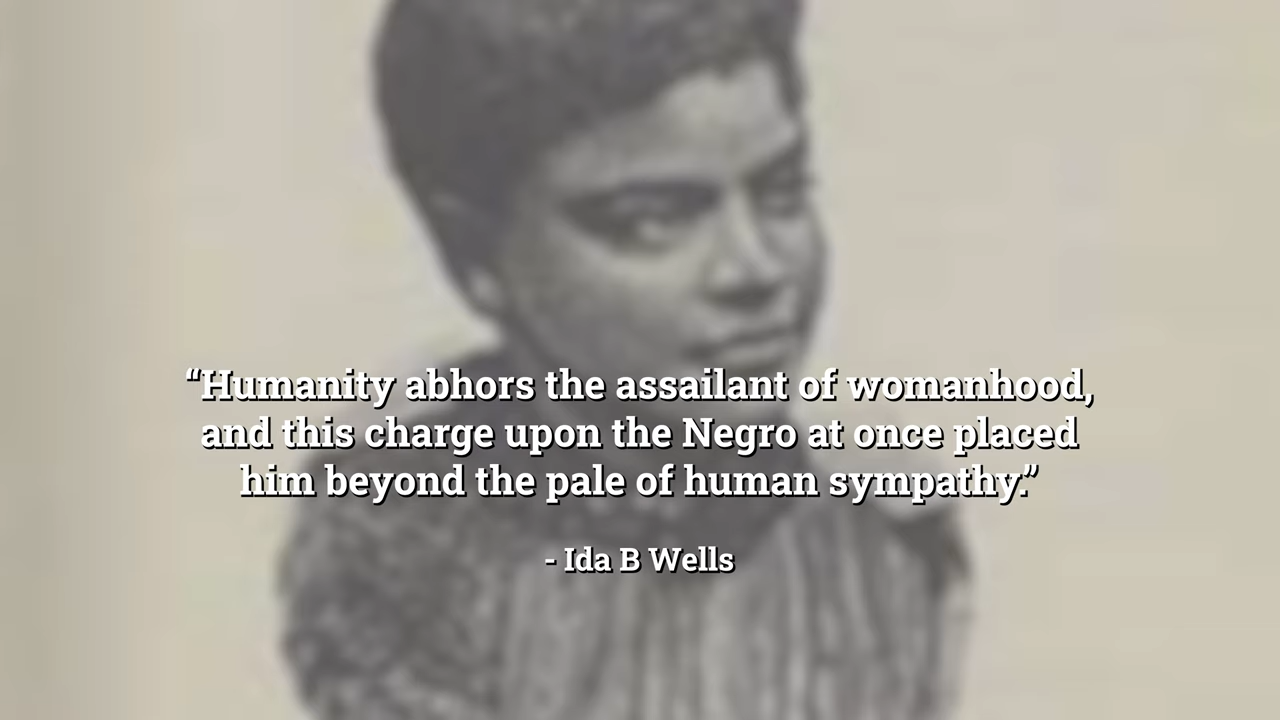 “Humanity abhors the assailant of womanhood,
and this charge upon the Negro at once placed
him beyond the pale of human sympathy.”
- Ida B Wells